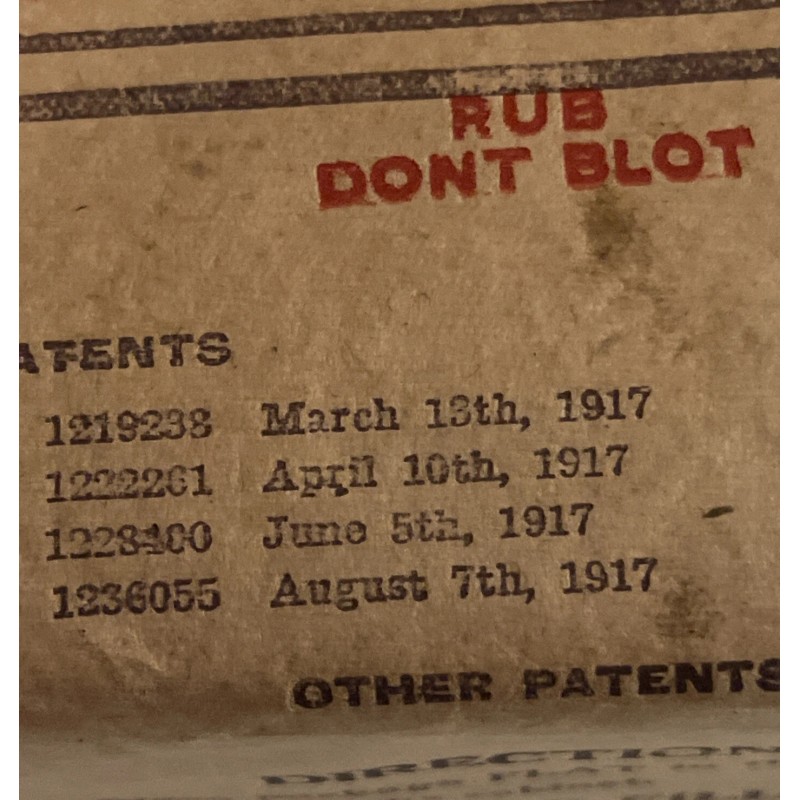 RUB
DONT BLOT
ATENTS
1219238 March 13th, 1917
1222261 April 10th, 1917
1228400 June 5th, 1917
1236055 August 7th, 1917
OTHER PATENTS
DIRECTION